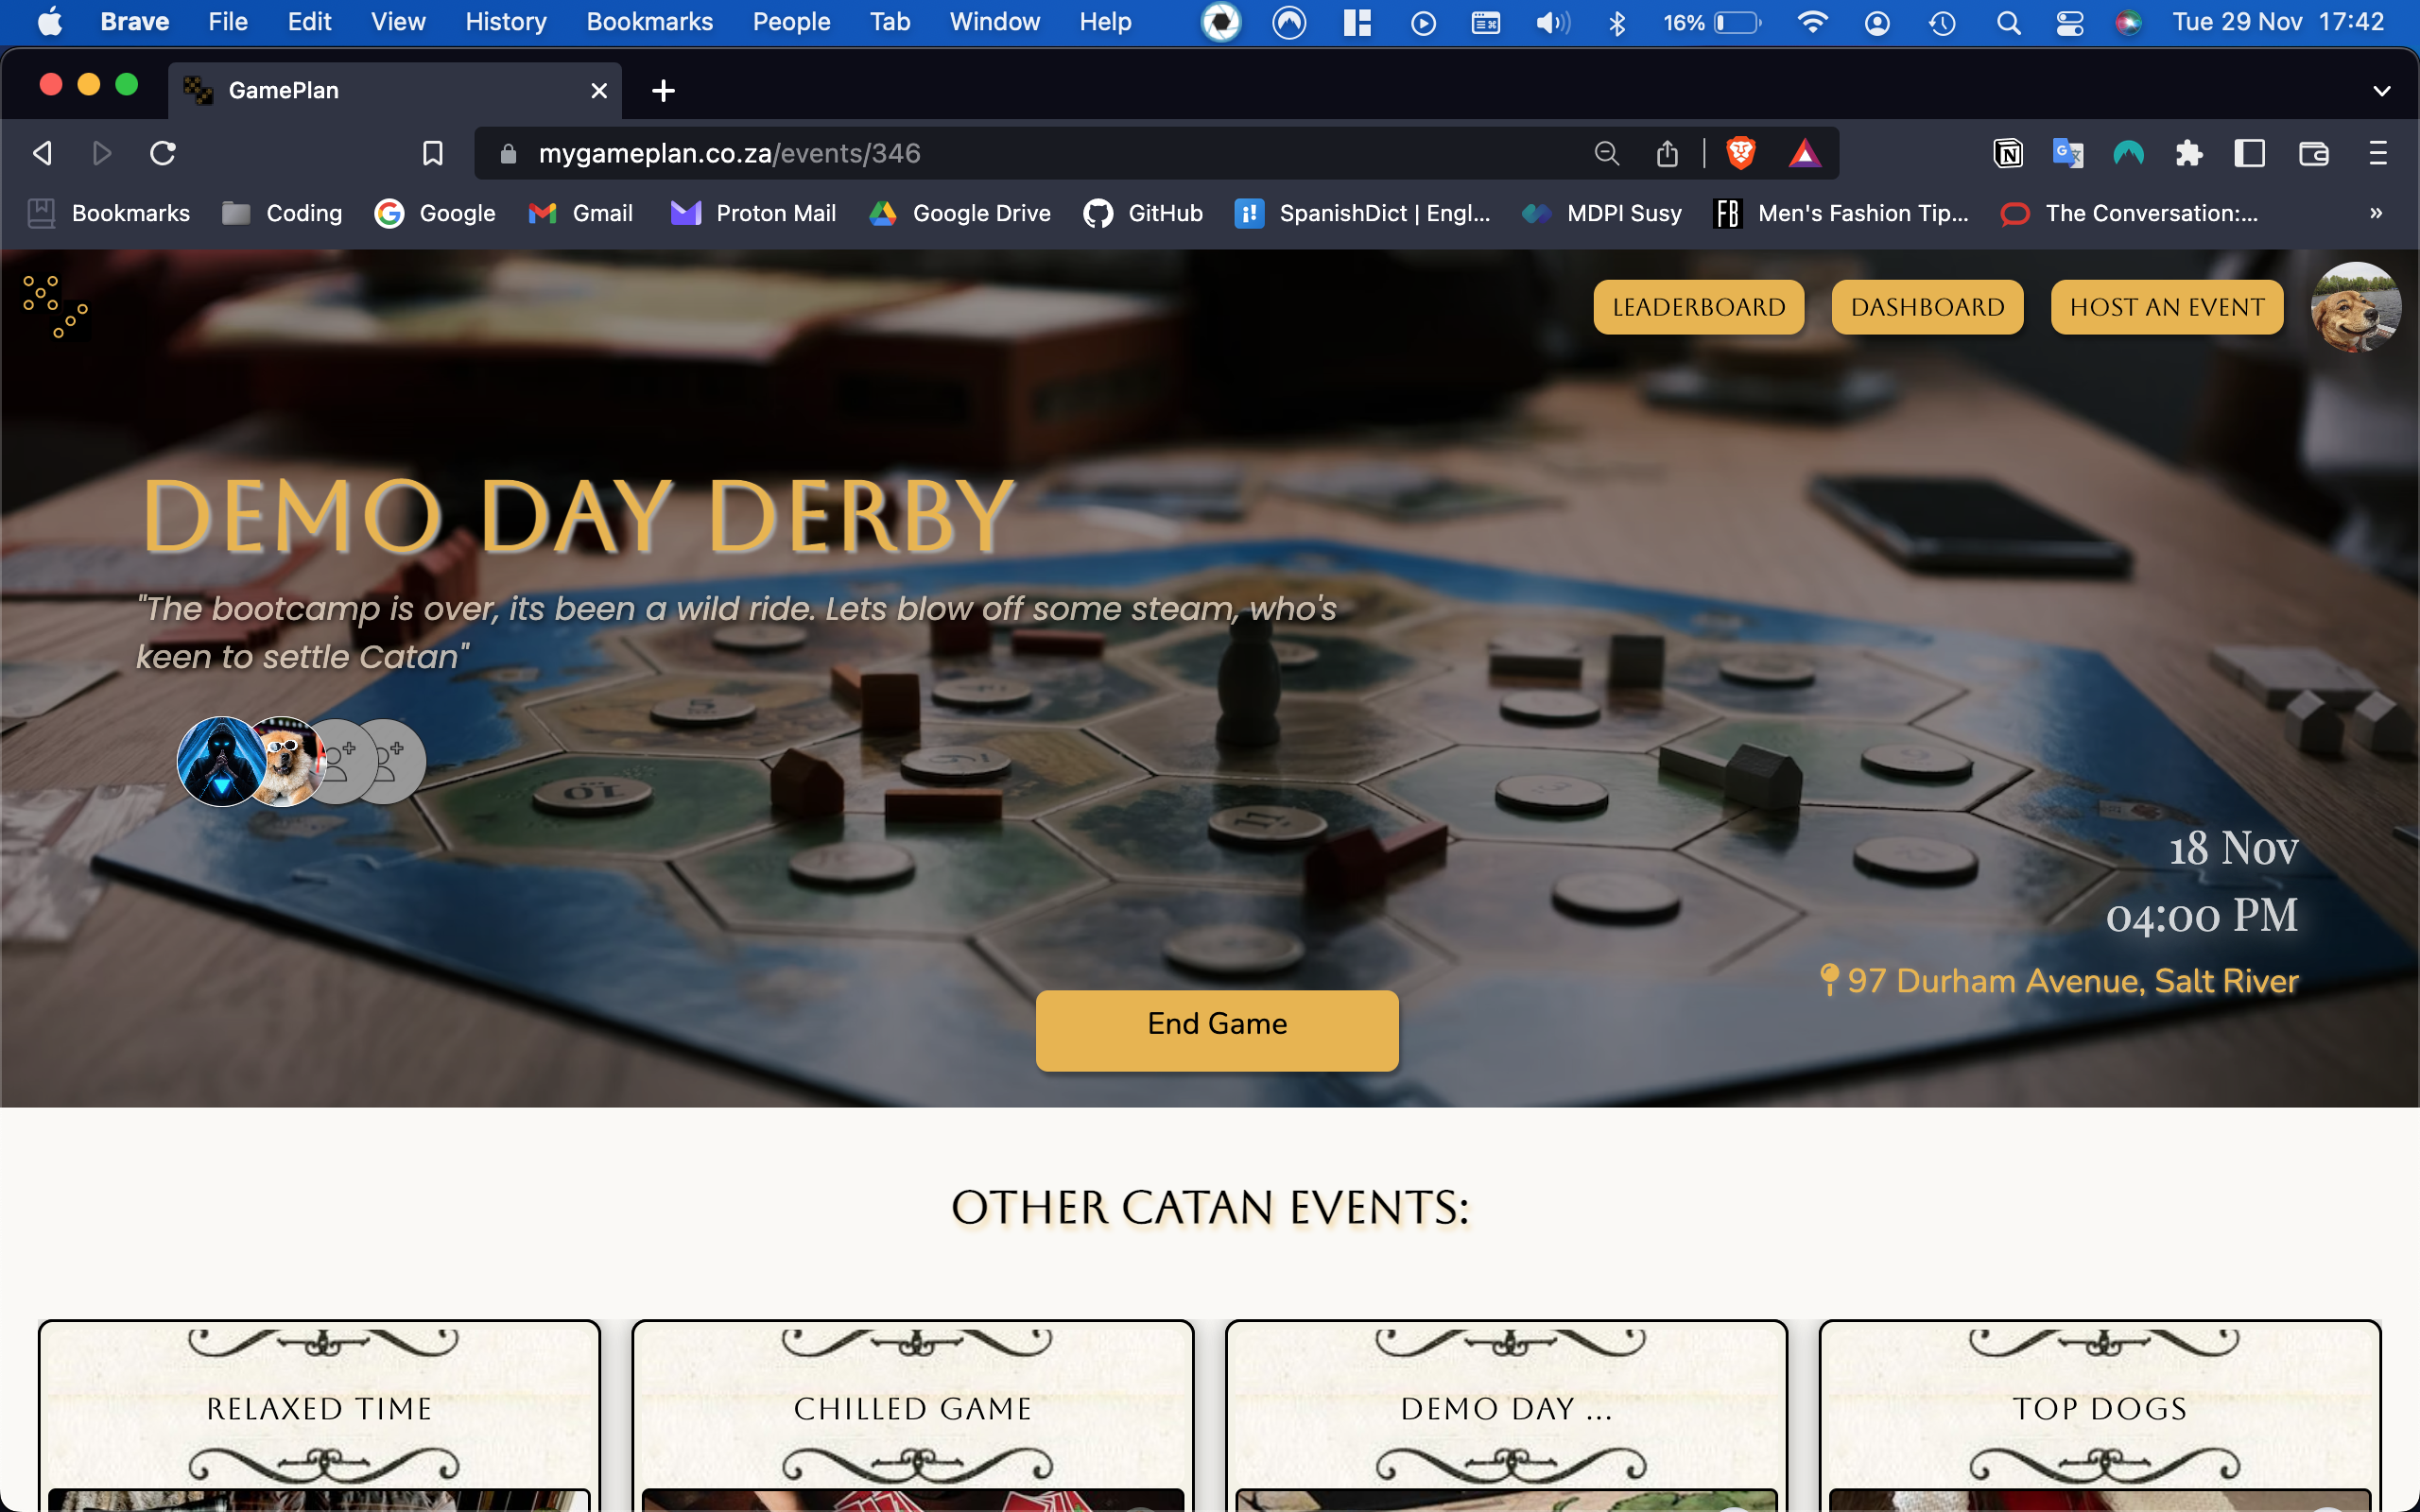 Brave File Edit View History Bookmarks People Tab Window Help 16% Tue 29 Nov 17:42
GamePlan
mygameplan.co.za/events/346
Bookmarks Coding Google Gmail Proton Mail Google Drive GitHub SpanishDict | Engl... MDPI Susy Men's Fashion Tip... The Conversation:... »
LEADERBOARD DASHBOARD HOST AN EVENT
DEMO DAY DERBY
"The bootcamp is over, its been a wild ride. Lets blow off some steam, who's
keen to settle Catan"
10
11
18 Nov
04:00 PM
97 Durham Avenue, Salt River
End Game
OTHER CATAN EVENTS:
RELAXED TIME CHILLED GAME DEMO DAY ... TOP DOGS